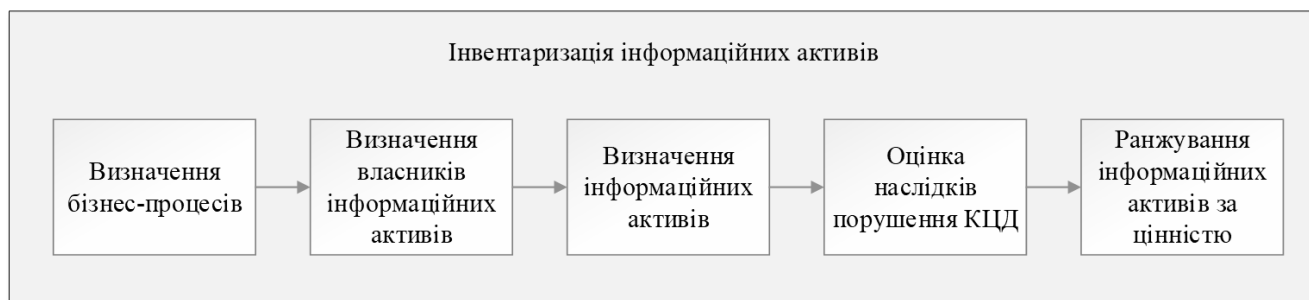 Інвентаризація інформаційних активів
Визначення
бізнес-процесів
Визначення
власників
інформаційних
активів
Визначення
інформаційних
активів
Оцінка
наслідків
порушення КЦД
Ранжування
інформаційних
активів за
цінністю